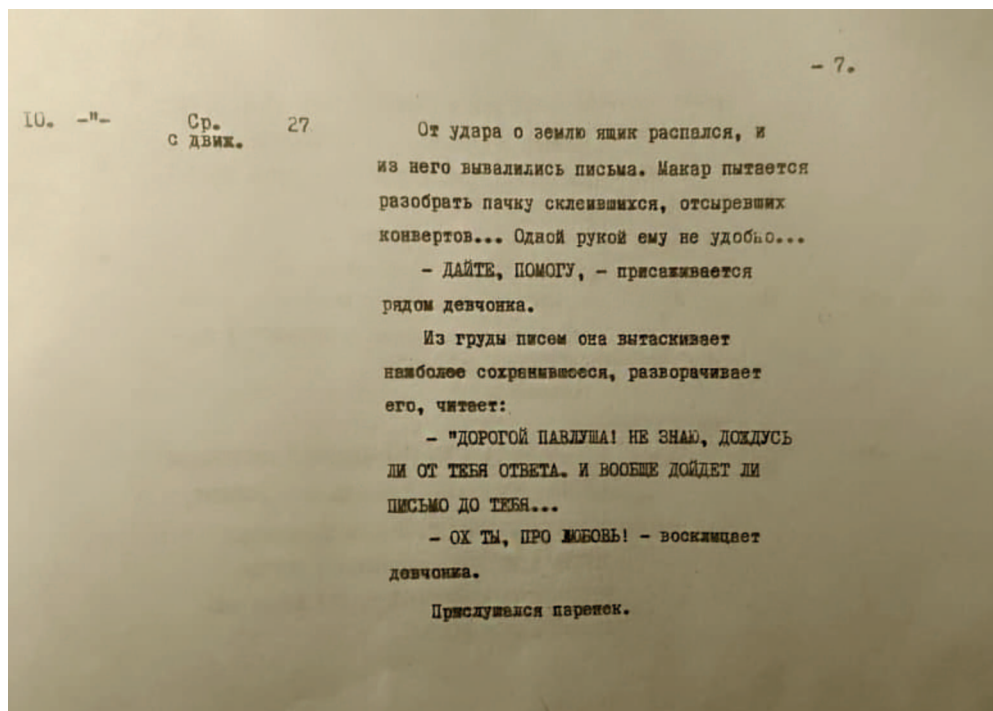 - 7.
10. -"- Ср. 27
с движ.
От удара о землю ящик распался, и
из него вывалились письма. Макар пытается
разобрать пачку склеившихся, отсыревших
конвертов... Одной рукой ему не удобно...
- ДАЙТЕ, ПОМОГУ, - присаживается
рядом девчонка.
Из груды писем она вытаскивает
наиболее сохранившееся, разворачивает
его, читает:
- "ДОРОГОЙ ПАВЛУША! НЕ ЗНАЮ, ДОЖДУСЬ
ЛИ ОТ ТЕБЯ ОТВЕТА. И ВООБЩЕ ДОЙДЕТ ЛИ
ПИСЬМО ДО ТЕБЯ...
- ОХ ТЫ, ПРО ЛЮБОВЬ! - восклицает
девчонка.
Прислушался паренек.